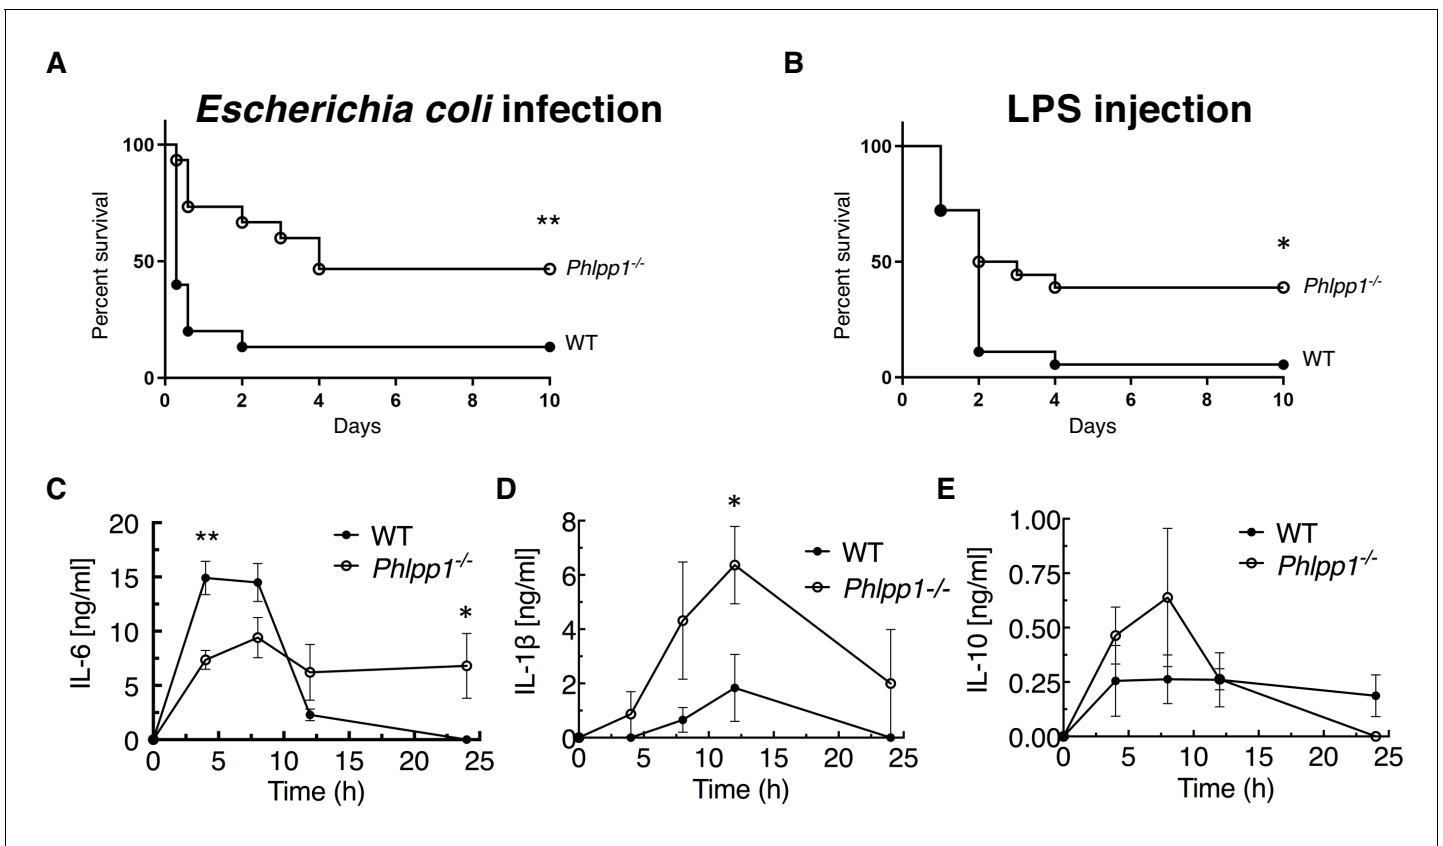 A
Escherichia coli infection
100
50
0
Percent survival
**
Phlpp1-/-
WT
0 2 4 6 8 10
Days
B
LPS injection
100
50
0
Percent survival
*
Phlpp1-/-
WT
0 2 4 6 8 10
Days
C
20
15
10
5
0
IL-6 [ng/ml]
**
*
WT
Phlpp1-/-
0 5 10 15 20 25
Time (h)
D
8
6
4
2
0
IL-1β [ng/ml]
*
WT
Phlpp1-/-
0 5 10 15 20 25
Time (h)
E
1.00
0.75
0.50
0.25
0.00
IL-10 [ng/ml]
WT
Phlpp1-/-
0 5 10 15 20 25
Time (h)